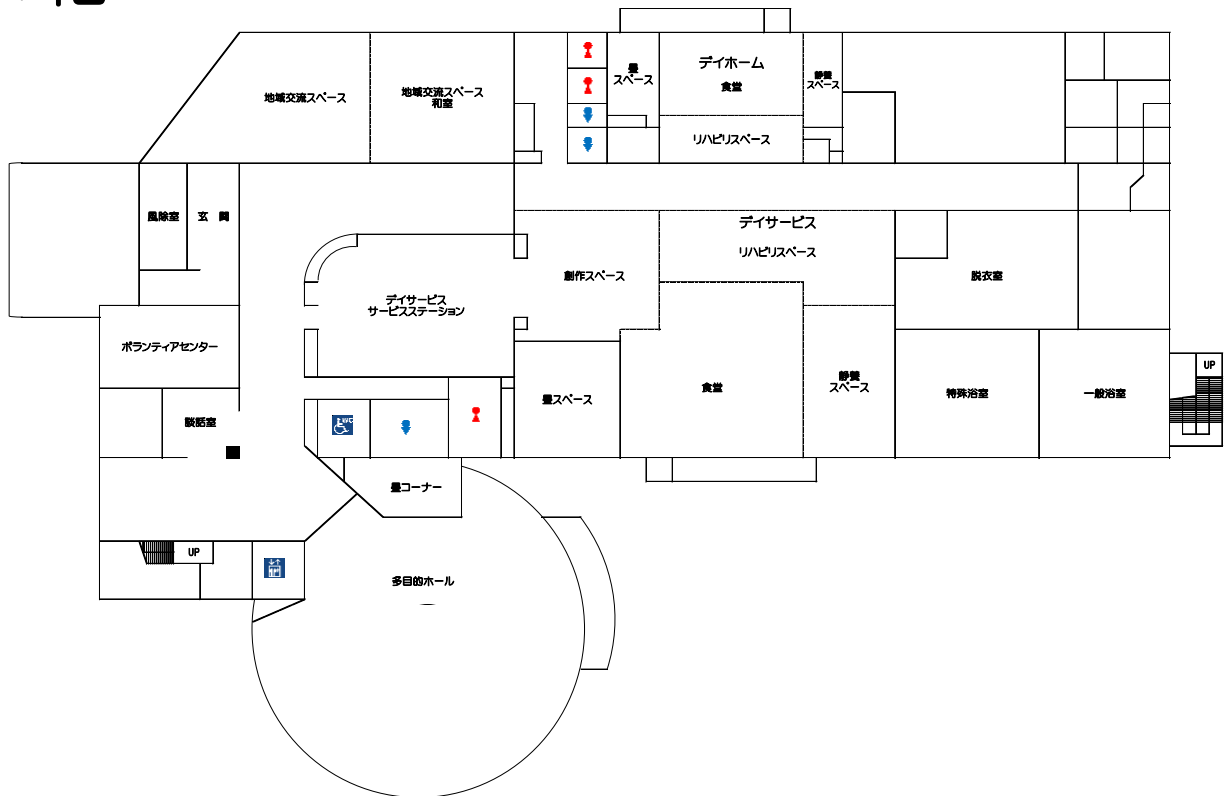 デイホーム
畳
スペース
食堂
静養
スペース
地域交流スペース
地域交流スペース
和室
リハビリスペース
風除室
玄 関
デイサービス
リハビリスペース
創作スペース
脱衣室
デイサービス
サービスステーション
ボランティアセンター
UP
畳スペース
食堂
静養
スペース
特殊浴室
一般浴室
談話室
WC
畳コーナー
UP
多目的ホール